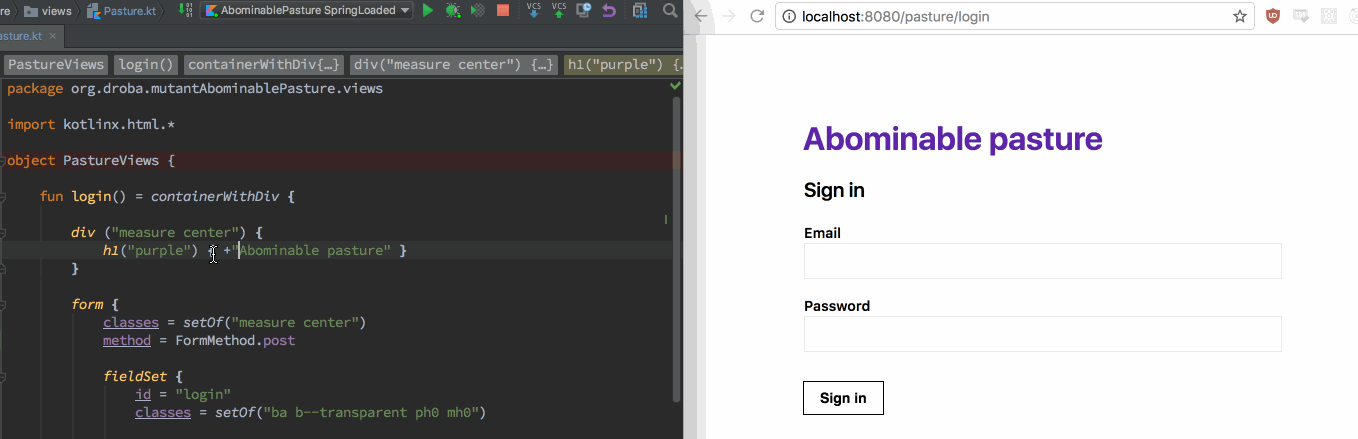 re views Pasture.kt AbominablePasture SpringLoaded VCS VCS
asture.kt
PastureViews login() containerWithDiv{…} div("measure center") {…} h1("purple") {…
package org.droba.mutantAbominablePasture.views
import kotlinx.html.*
object PastureViews {
fun login() = containerWithDiv {
div ("measure center") {
h1("purple") { +"Abominable pasture" }
}
form {
classes = setOf("measure center")
method = FormMethod.post
fieldSet {
id = "login"
classes = setOf("ba b--transparent ph0 mh0")
localhost:8080/pasture/login
Abominable pasture
Sign in
Email
Password
Sign in